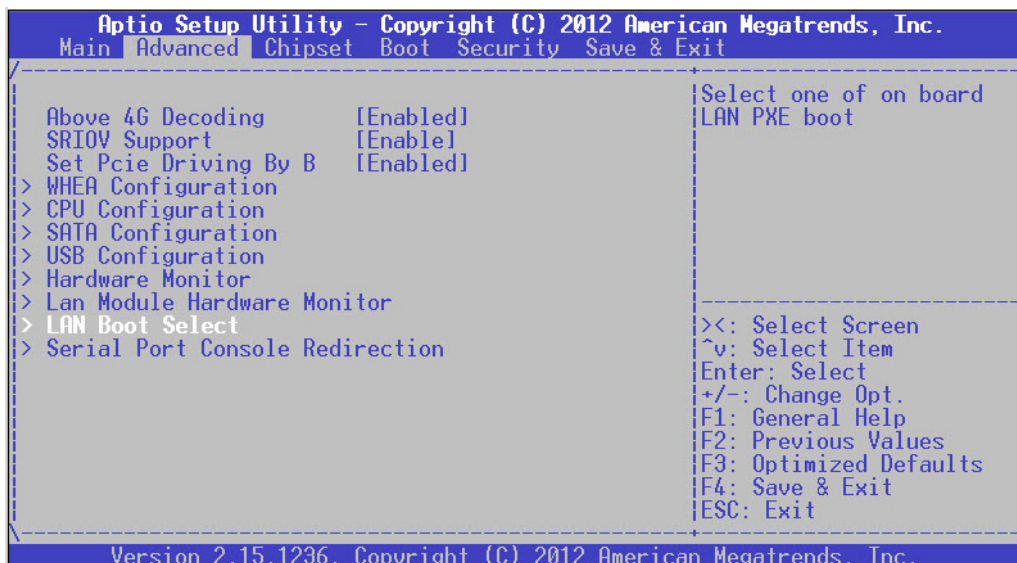 Aptio Setup Utility - Copyright (C) 2012 American Megatrends, Inc.
Main Advanced Chipset Boot Security Save & Exit
Above 4G Decoding [Enabled]
SRIOV Support [Enable]
Set Pcie Driving By B [Enabled]
> WHEA Configuration
> CPU Configuration
> SATA Configuration
> USB Configuration
> Hardware Monitor
> Lan Module Hardware Monitor
> LAN Boot Select
> Serial Port Console Redirection
Select one of on board
LAN PXE boot
><: Select Screen
^v: Select Item
Enter: Select
+/-: Change Opt.
F1: General Help
F2: Previous Values
F3: Optimized Defaults
F4: Save & Exit
ESC: Exit
Version 2.15.1236. Copyright (C) 2012 American Megatrends, Inc.